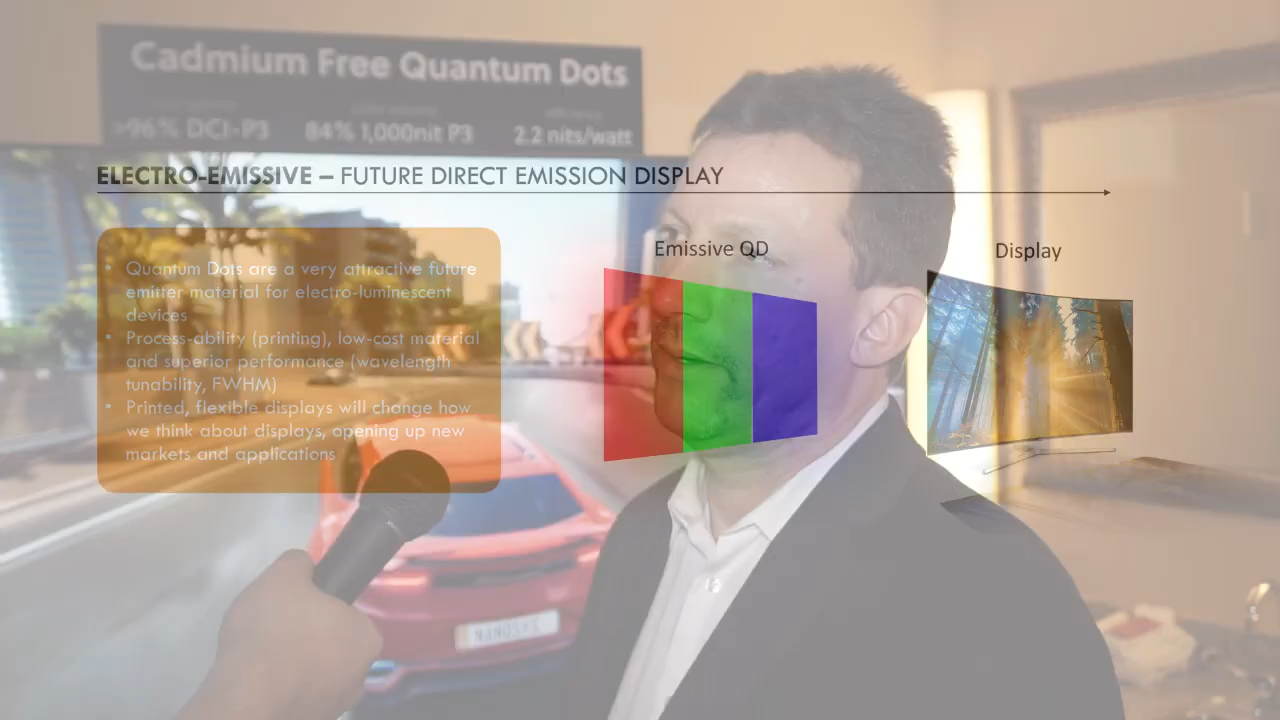 Cadmium Free Quantum Dots
>96% DCI-P3 84% 1,000nit P3 2.2 nits/watt
ELECTRO-EMISSIVE – FUTURE DIRECT EMISSION DISPLAY
Emissive QD
Display
• Quantum Dots are a very attractive future
emitter material for electro-luminescent
devices
• Process-ability (printing), low-cost material
and superior performance (wavelength
tunability, FWHM)
• Printed, flexible displays will change how
we think about displays, opening up new
markets and applications
NANOSYS